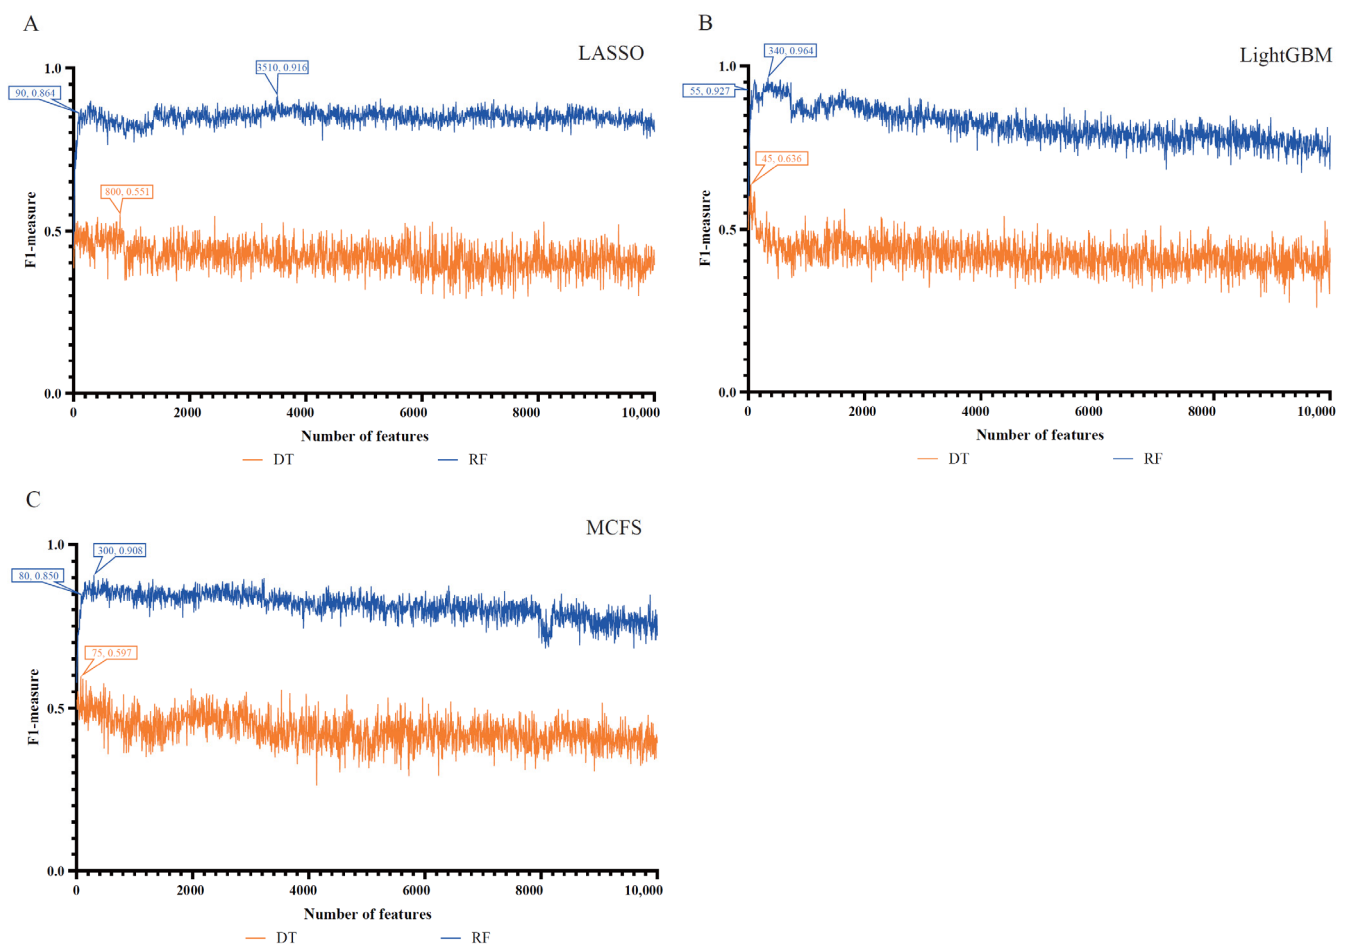 A
LASSO
3510, 0.916
90, 0.864
800, 0.551
1.0
0.5
0.0
F1-measure
0 2000 4000 6000 8000 10,000
Number of features
DT RF
B
LightGBM
340, 0.964
55, 0.927
45, 0.636
1.0
0.5
0.0
F1-measure
0 2000 4000 6000 8000 10,000
Number of features
DT RF
C
MCFS
300, 0.908
80, 0.850
75, 0.597
1.0
0.5
0.0
F1-measure
0 2000 4000 6000 8000 10,000
Number of features
DT RF